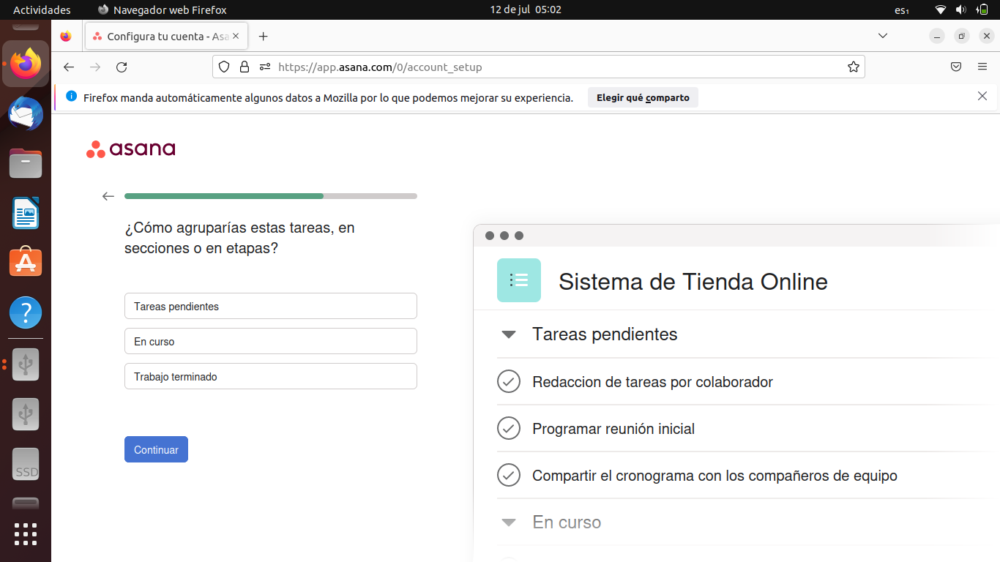 Actividades
Navegador web Firefox
12 de jul 05:02
es₁
Configura tu cuenta - Asa
https://app.asana.com/0/account_setup
Firefox manda automáticamente algunos datos a Mozilla por lo que podemos mejorar su experiencia.
Elegir qué comparto
asana
¿Cómo agruparías estas tareas, en
secciones o en etapas?
Tareas pendientes
En curso
Trabajo terminado
Continuar
Sistema de Tienda Online
Tareas pendientes
Redaccion de tareas por colaborador
Programar reunión inicial
Compartir el cronograma con los compañeros de equipo
En curso
SSD